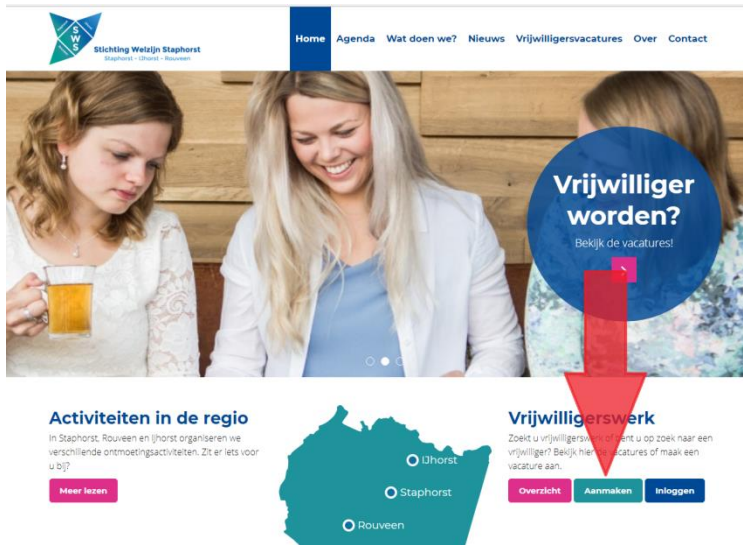 SWS
Stichting Welzijn Staphorst
Staphorst - IJhorst - Rouveen
Home Agenda Wat doen we? Nieuws Vrijwilligersvacatures Over Contact
Vrijwilliger
worden?
Bekijk de vacatures!
Activiteiten in de regio
In Staphorst, Rouveen en Ijhorst organiseren we
verschillende ontmoetingsactiviteiten. Zit er iets voor
u bij?
Meer lezen
IJhorst
Staphorst
Rouveen
Vrijwilligerswerk
Zoekt u vrijwilligerswerk of bent u op zoek naar een
vrijwilliger? Bekijk hier de vacatures of maak een
vacature aan.
Overzicht Aanmaken Inloggen